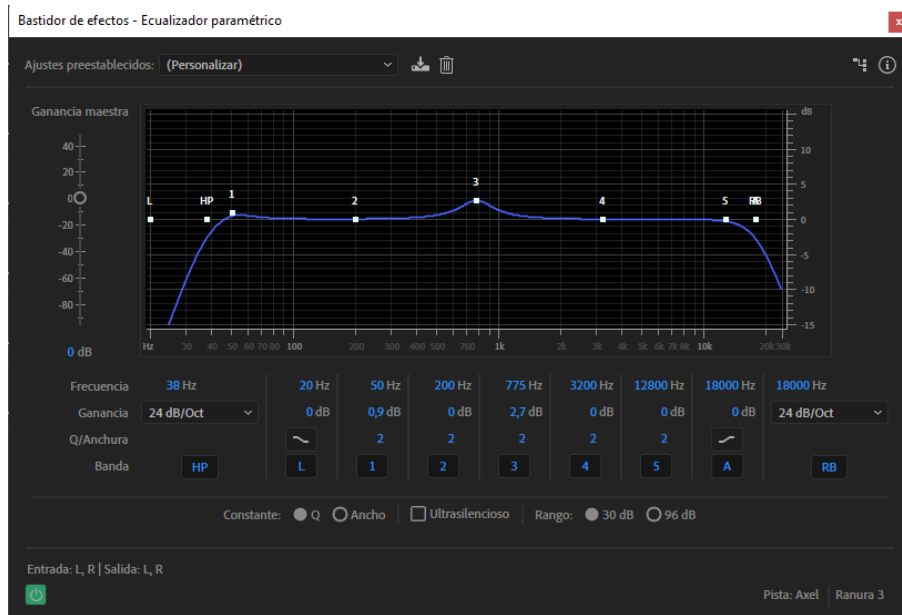 Bastidor de efectos - Ecualizador paramétrico
x
Ajustes preestablecidos: (Personalizar)
Ganancia maestra
dB
40
20
0
-20
-40
-60
-80
0 dB
L HP 1 2 3 4 5 RB
10
5
0
-5
-10
-15
Hz 30 40 50 60 70 80 100 200 300 400 500 700 1k 2k 3k 4k 5k 6k 7k 8k 10k 20k 30k
Frecuencia 38 Hz 20 Hz 50 Hz 200 Hz 775 Hz 3200 Hz 12800 Hz 18000 Hz 18000 Hz
Ganancia 24 dB/Oct 0 dB 0,9 dB 0 dB 2,7 dB 0 dB 0 dB 0 dB 24 dB/Oct
Q/Anchura 2 2 2 2 2
Banda HP L 1 2 3 4 5 A RB
Constante: Q Ancho Ultrasilencioso Rango: 30 dB 96 dB
Entrada: L, R | Salida: L, R
Pista: Axel Ranura 3